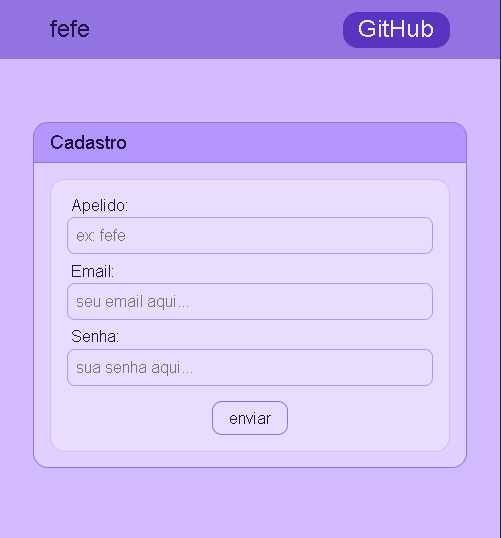 fefe
GitHub
Cadastro
Apelido:
ex: fefe
Email:
seu email aqui...
Senha:
sua senha aqui...
enviar